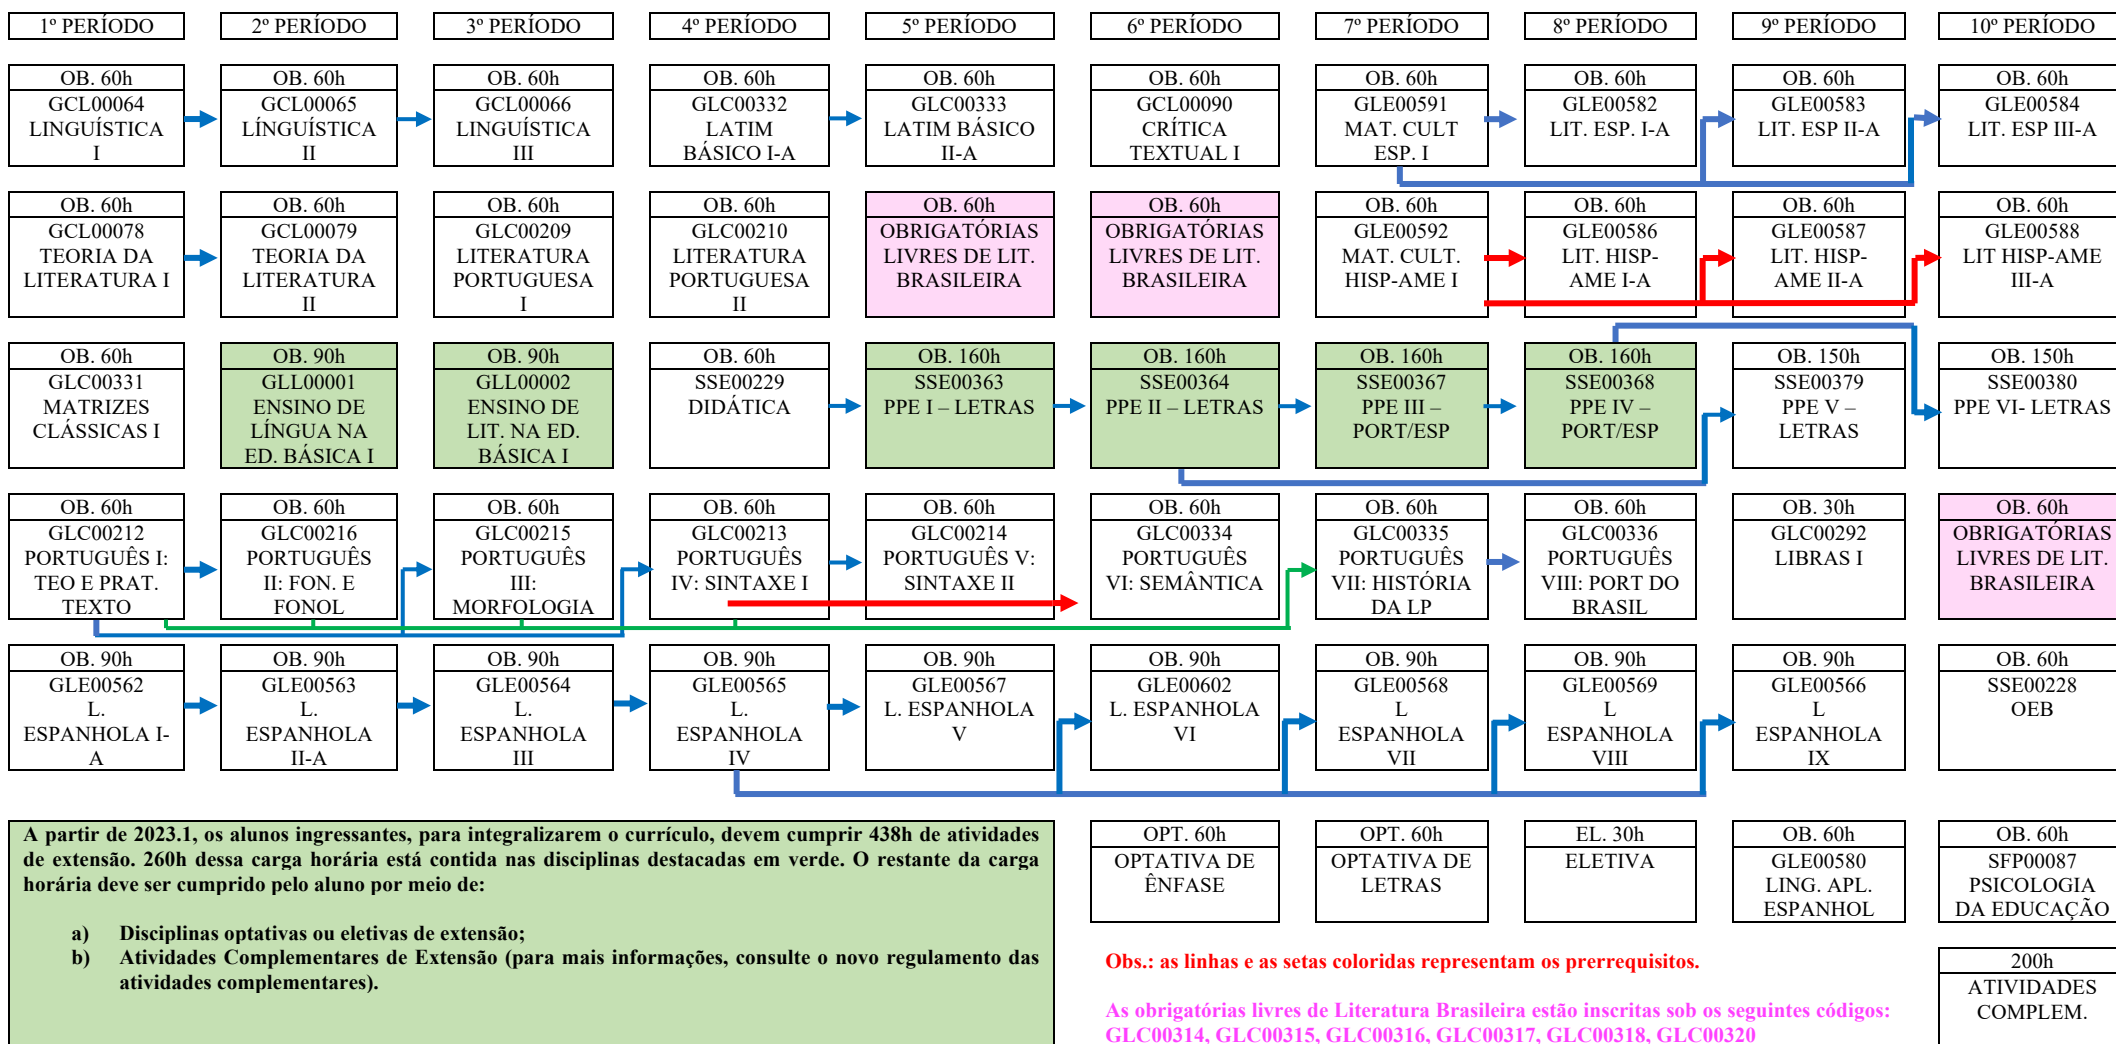 1º PERÍODO
2º PERÍODO
3º PERÍODO
4º PERÍODO
5º PERÍODO
6º PERÍODO
7º PERÍODO
8º PERÍODO
9º PERÍODO
10º PERÍODO
OB. 60h
GCL00064
LINGUÍSTICA
I
OB. 60h
GCL00065
LÍNGUÍSTICA
II
OB. 60h
GCL00066
LINGUÍSTICA
III
OB. 60h
GLC00332
LATIM
BÁSICO I-A
OB. 60h
GLC00333
LATIM BÁSICO
II-A
OB. 60h
GCL00090
CRÍTICA
TEXTUAL I
OB. 60h
GLE00591
MAT. CULT
ESP. I
OB. 60h
GLE00582
LIT. ESP. I-A
OB. 60h
GLE00583
LIT. ESP II-A
OB. 60h
GLE00584
LIT. ESP III-A
OB. 60h
GCL00078
TEORIA DA
LITERATURA I
OB. 60h
GCL00079
TEORIA DA
LITERATURA
II
OB. 60h
GLC00209
LITERATURA
PORTUGUESA
I
OB. 60h
GLC00210
LITERATURA
PORTUGUESA
II
OB. 60h
OBRIGATÓRIAS
LIVRES DE LIT.
BRASILEIRA
OB. 60h
OBRIGATÓRIAS
LIVRES DE LIT.
BRASILEIRA
OB. 60h
GLE00592
MAT. CULT.
HISP-AME I
OB. 60h
GLE00586
LIT. HISP-
AME I-A
OB. 60h
GLE00587
LIT. HISP-
AME II-A
OB. 60h
GLE00588
LIT HISP-AME
III-A
OB. 60h
GLC00331
MATRIZES
CLÁSSICAS I
OB. 90h
GLL00001
ENSINO DE
LÍNGUA NA
ED. BÁSICA I
OB. 90h
GLL00002
ENSINO DE
LIT. NA ED.
BÁSICA I
OB. 60h
SSE00229
DIDÁTICA
OB. 160h
SSE00363
PPE I – LETRAS
OB. 160h
SSE00364
PPE II – LETRAS
OB. 160h
SSE00367
PPE III –
PORT/ESP
OB. 160h
SSE00368
PPE IV –
PORT/ESP
OB. 150h
SSE00379
PPE V –
LETRAS
OB. 150h
SSE00380
PPE VI- LETRAS
OB. 60h
GLC00212
PORTUGUÊS I:
TEO E PRAT.
TEXTO
OB. 60h
GLC00216
PORTUGUÊS
II: FON. E
FONOL
OB. 60h
GLC00215
PORTUGUÊS
III:
MORFOLOGIA
OB. 60h
GLC00213
PORTUGUÊS
IV: SINTAXE I
OB. 60h
GLC00214
PORTUGUÊS V:
SINTAXE II
OB. 60h
GLC00334
PORTUGUÊS
VI: SEMÂNTICA
OB. 60h
GLC00335
PORTUGUÊS
VII: HISTÓRIA
DA LP
OB. 60h
GLC00336
PORTUGUÊS
VIII: PORT DO
BRASIL
OB. 30h
GLC00292
LIBRAS I
OB. 60h
OBRIGATÓRIAS
LIVRES DE LIT.
BRASILEIRA
OB. 90h
GLE00562
L.
ESPANHOLA I-
A
OB. 90h
GLE00563
L.
ESPANHOLA
II-A
OB. 90h
GLE00564
L.
ESPANHOLA
III
OB. 90h
GLE00565
L.
ESPANHOLA
IV
OB. 90h
GLE00567
L. ESPANHOLA
V
OB. 90h
GLE00602
L. ESPANHOLA
VI
OB. 90h
GLE00568
L
ESPANHOLA
VII
OB. 90h
GLE00569
L
ESPANHOLA
VIII
OB. 90h
GLE00566
L
ESPANHOLA
IX
OB. 60h
SSE00228
OEB
A partir de 2023.1, os alunos ingressantes, para integralizarem o currículo, devem cumprir 438h de atividades
de extensão. 260h dessa carga horária está contida nas disciplinas destacadas em verde. O restante da carga
horária deve ser cumprido pelo aluno por meio de:
a) Disciplinas optativas ou eletivas de extensão;
b) Atividades Complementares de Extensão (para mais informações, consulte o novo regulamento das
atividades complementares).
OPT. 60h
OPTATIVA DE
ÊNFASE
OPT. 60h
OPTATIVA DE
LETRAS
EL. 30h
ELETIVA
OB. 60h
GLE00580
LING. APL.
ESPANHOL
OB. 60h
SFP00087
PSICOLOGIA
DA EDUCAÇÃO
Obs.: as linhas e as setas coloridas representam os prerrequisitos.
As obrigatórias livres de Literatura Brasileira estão inscritas sob os seguintes códigos:
GLC00314, GLC00315, GLC00316, GLC00317, GLC00318, GLC00320
200h
ATIVIDADES
COMPLEM.